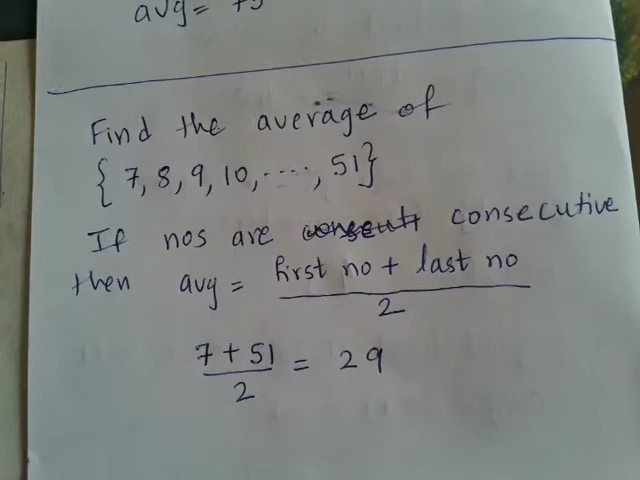 avg =
Find the average of
{7, 8, 9, 10, ...., 51}
If nos are consecutive
then avg = first no + last no / 2
7 + 51 / 2 = 29